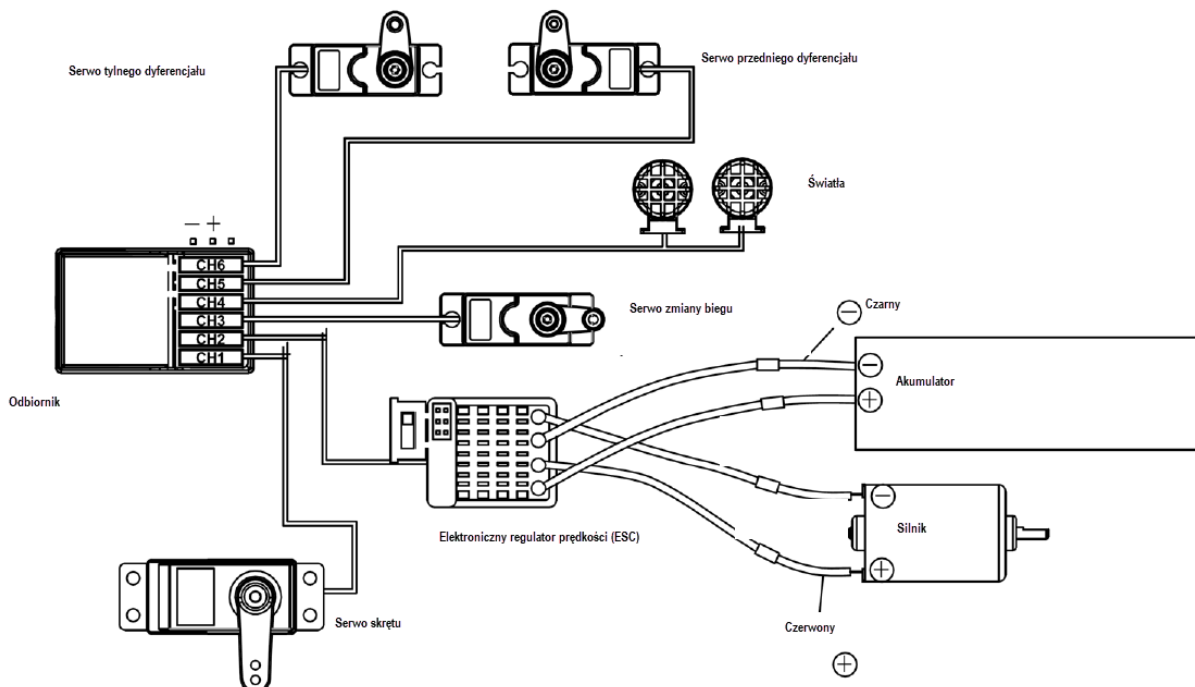 Serwo tylnego dyferencjału
Serwo przedniego dyferencjału
Światła
− +
CH6
CH5
CH4
CH3
CH2
CH1
Odbiornik
Serwo zmiany biegu
− Czarny
−
+
Akumulator
Elektroniczny regulator prędkości (ESC)
−
+
Silnik
Serwo skrętu
Czerwony
+